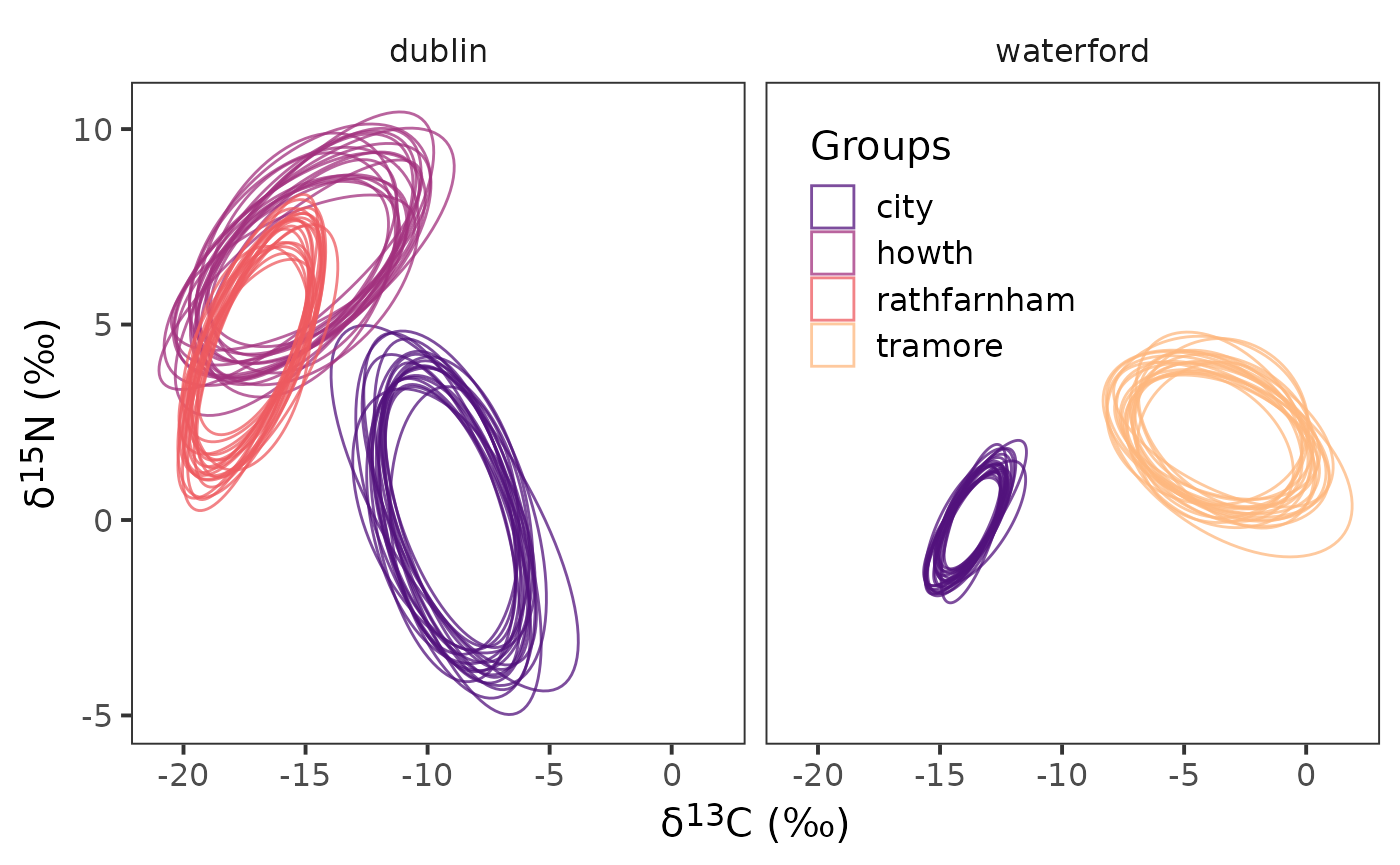 dublin
waterford
δ15N (‰)
10
5
0
-5
Groups
city
howth
rathfarnham
tramore
-20 -15 -10 -5 0
-20 -15 -10 -5 0
δ13C (‰)